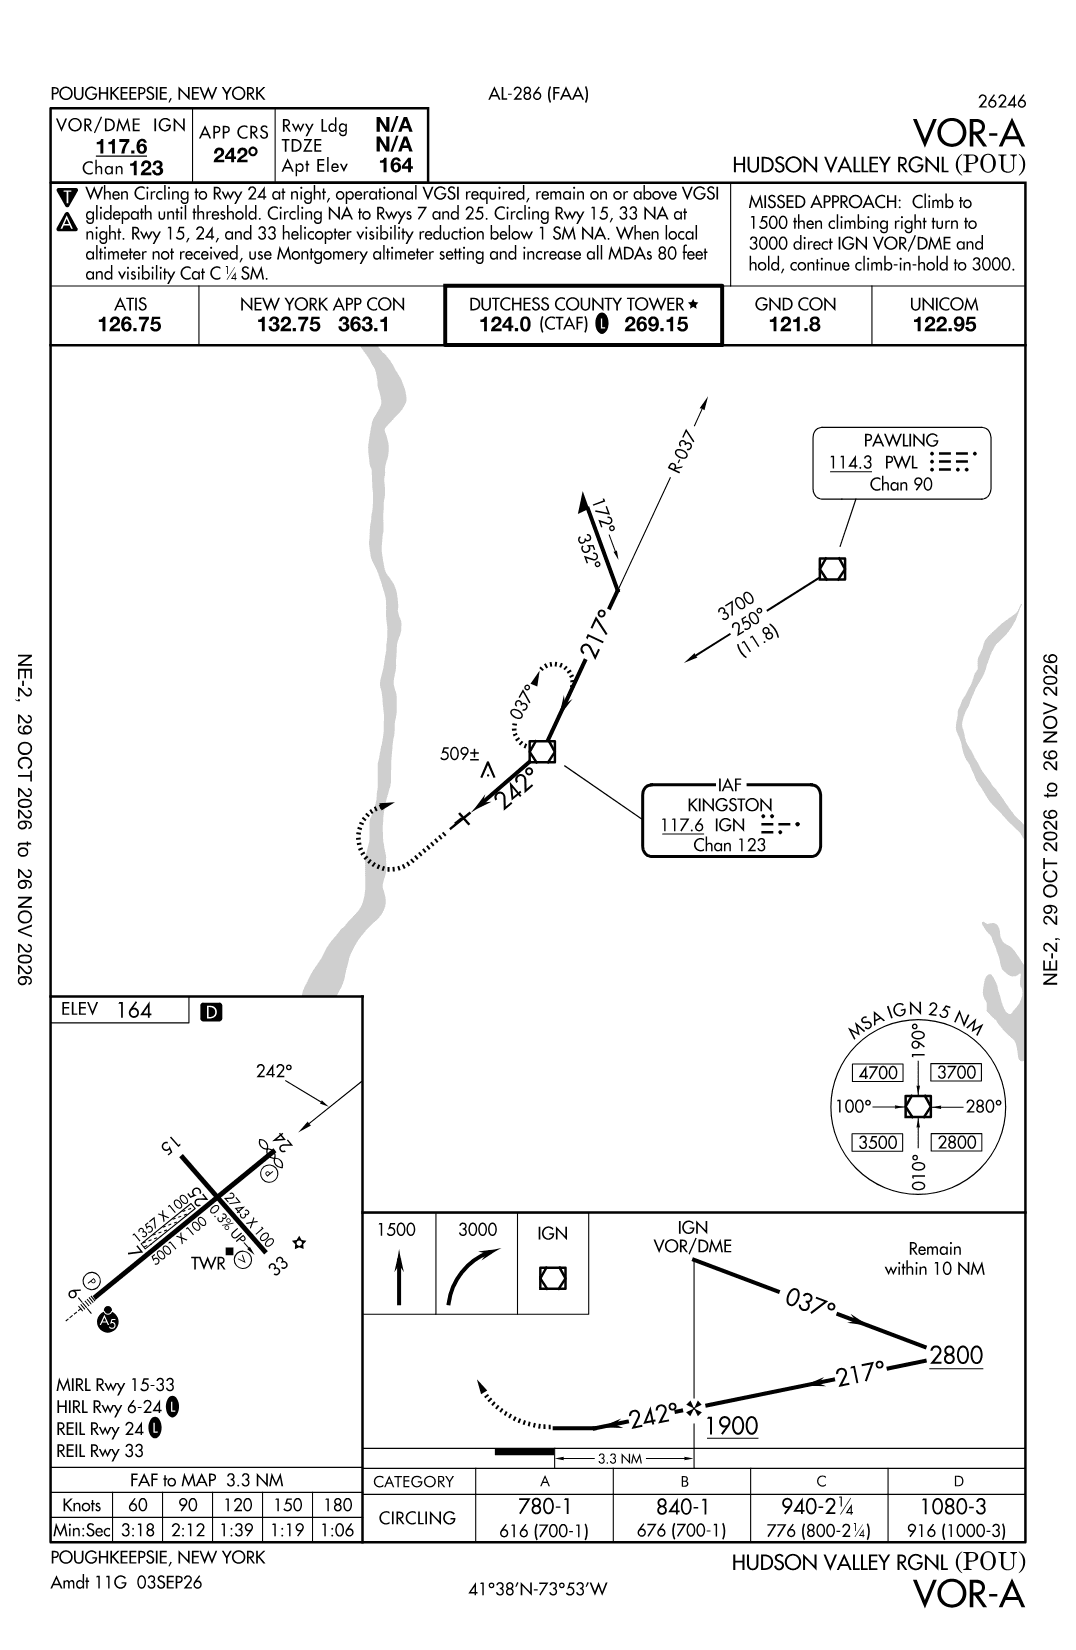 POUGHKEEPSIE, NEW YORK
AL-286 (FAA)
26246
VOR-A
HUDSON VALLEY RGNL (POU)
VOR/DME IGN
117.6
Chan 123
APP CRS
242°
Rwy Ldg N/A
TDZE N/A
Apt Elev 164
T
A
When Circling to Rwy 24 at night, operational VGSI required, remain on or above VGSI
glidepath until threshold. Circling NA to Rwys 7 and 25. Circling Rwy 15, 33 NA at
night. Rwy 15, 24, and 33 helicopter visibility reduction below 1 SM NA. When local
altimeter not received, use Montgomery altimeter setting and increase all MDAs 80 feet
and visibility Cat C ¼ SM.
MISSED APPROACH: Climb to
1500 then climbing right turn to
3000 direct IGN VOR/DME and
hold, continue climb-in-hold to 3000.
ATIS
126.75
NEW YORK APP CON
132.75 363.1
DUTCHESS COUNTY TOWER ★
124.0 (CTAF) L 269.15
GND CON
121.8
UNICOM
122.95
R-037
PAWLING
114.3 PWL
Chan 90
172°
352°
3700
250°
(11.8)
217°
037°
509±
242°
IAF
KINGSTON
117.6 IGN
Chan 123
NE-2, 29 OCT 2026 to 26 NOV 2026
NE-2, 29 OCT 2026 to 26 NOV 2026
ELEV 164
D
242°
15
24
P
25
1357 X 100
5001 X 100
2743 X 100
0.3% UP
7
TWR
V
33
P
6
A5
MIRL Rwy 15-33
HIRL Rwy 6-24 L
REIL Rwy 24 L
REIL Rwy 33
MSA IGN 25 NM
190°
4700
3700
100°
280°
3500
2800
010°
1500
3000
IGN
IGN
VOR/DME
Remain
within 10 NM
037°
2800
217°
242°
1900
3.3 NM
FAF to MAP 3.3 NM
Knots 60 90 120 150 180
Min:Sec 3:18 2:12 1:39 1:19 1:06
CATEGORY A B C D
CIRCLING
780-1
616 (700-1)
840-1
676 (700-1)
940-2¼
776 (800-2¼)
1080-3
916 (1000-3)
POUGHKEEPSIE, NEW YORK
Amdt 11G 03SEP26
41°38'N-73°53'W
HUDSON VALLEY RGNL (POU)
VOR-A